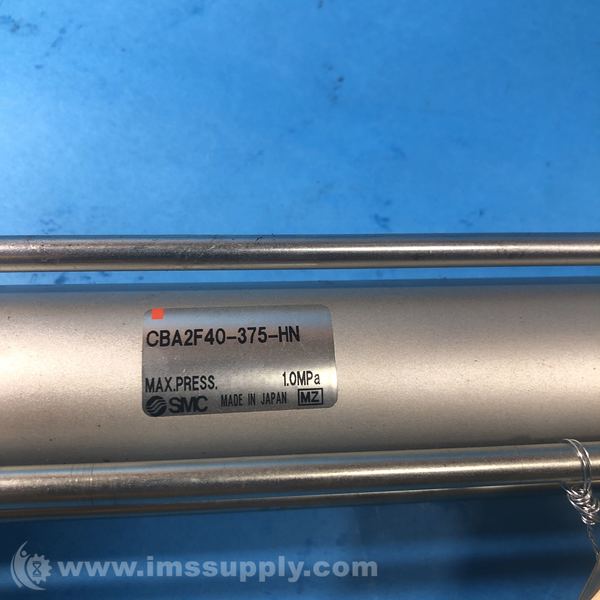 CBA2F40-375-HN
MAX.PRESS. 1.0MPa
SMC MADE IN JAPAN MZ
www.imssupply.com